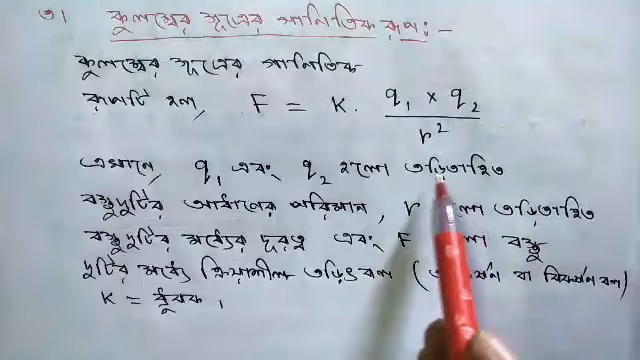 ৩। কুলম্বের সূত্রের গানিতিক রূপ:-
কুলম্বের সূত্রের গানিতিক
রূপটি হল, F = K. q₁ × q₂ / r²
এখানে, q₁ এবং q₂ হলো তড়িতাহিত
বস্তুদুটির আধানের পরিমান, r হলো তড়িতাহিত
বস্তুদুটির মধ্যের দূরত্ব এবং F হলো বস্তু
দুটির মধ্যে ক্রিয়াশীল তড়িৎবল ( বা বিকর্ষণ বল)
K = ধ্রুবক,